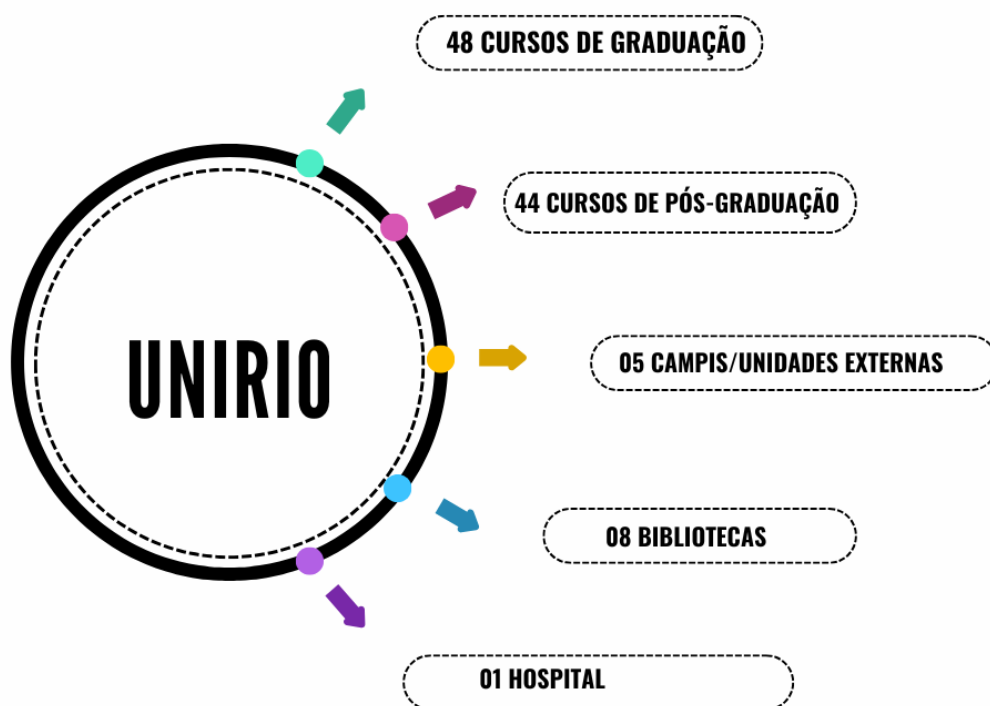 48 CURSOS DE GRADUAÇÃO
44 CURSOS DE PÓS-GRADUAÇÃO
UNIRIO
05 CAMPIS/UNIDADES EXTERNAS
08 BIBLIOTECAS
01 HOSPITAL